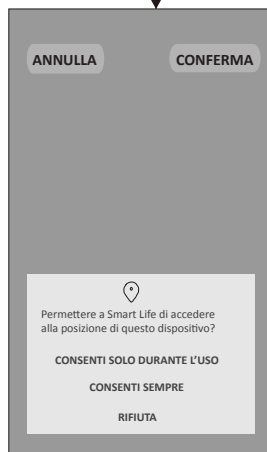 ANNULLA CONFERMA
Permettere a Smart Life di accedere
alla posizione di questo dispositivo?
CONSENTI SOLO DURANTE L’USO
CONSENTI SEMPRE
RIFIUTA